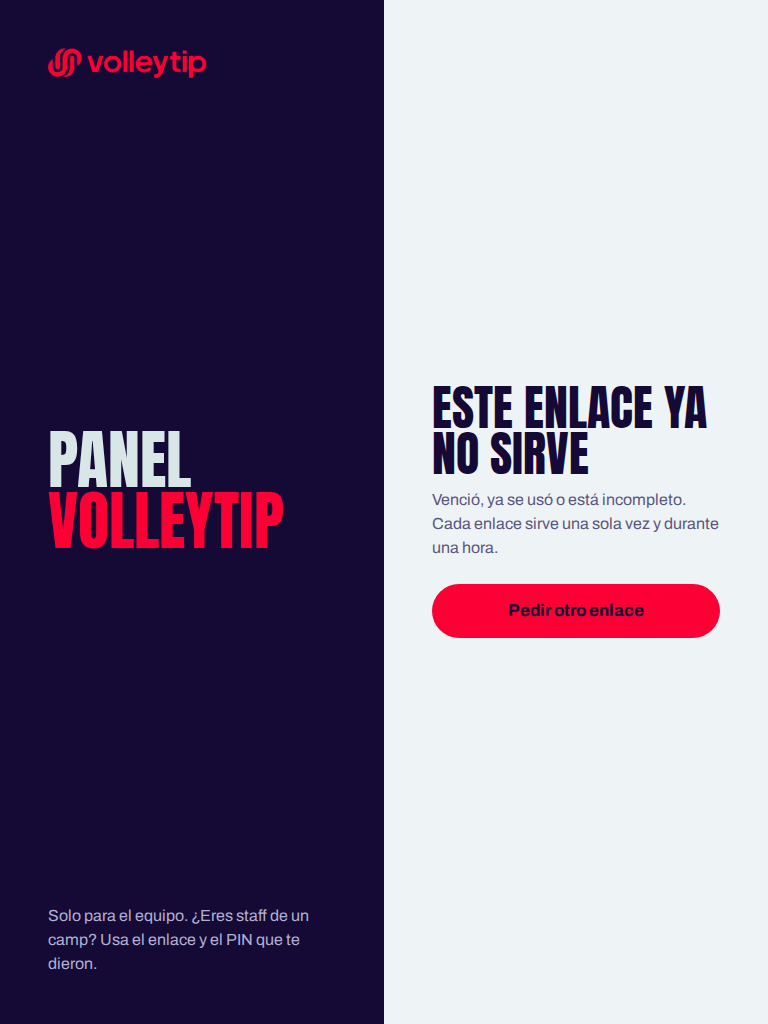 volleytip
PANEL
VOLLEYTIP
Solo para el equipo. ¿Eres staff de un
camp? Usa el enlace y el PIN que te
dieron.
ESTE ENLACE YA
NO SIRVE
Venció, ya se usó o está incompleto.
Cada enlace sirve una sola vez y durante
una hora.
Pedir otro enlace